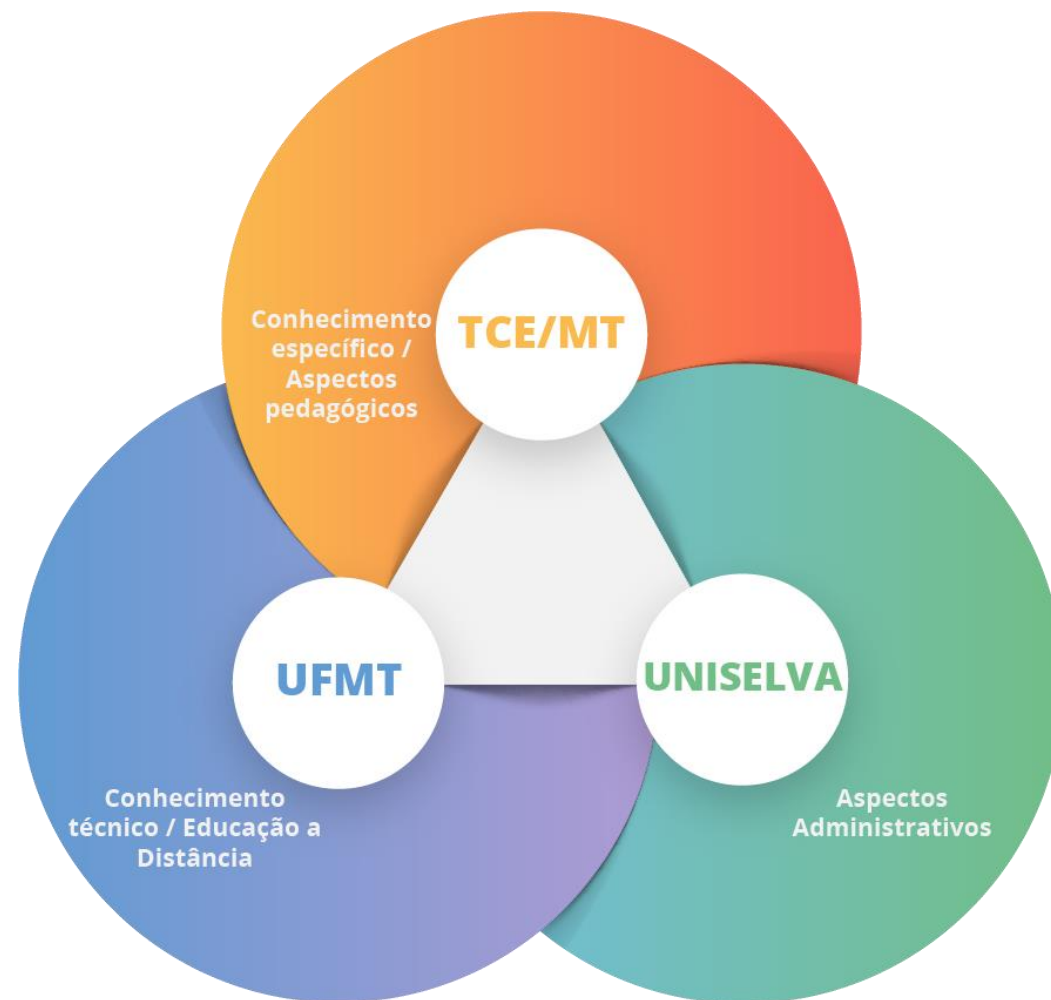 Conhecimento
específico /
Aspectos
pedagógicos
TCE/MT
UFMT
UNISELVA
Conhecimento
técnico / Educação a
Distância
Aspectos
Administrativos